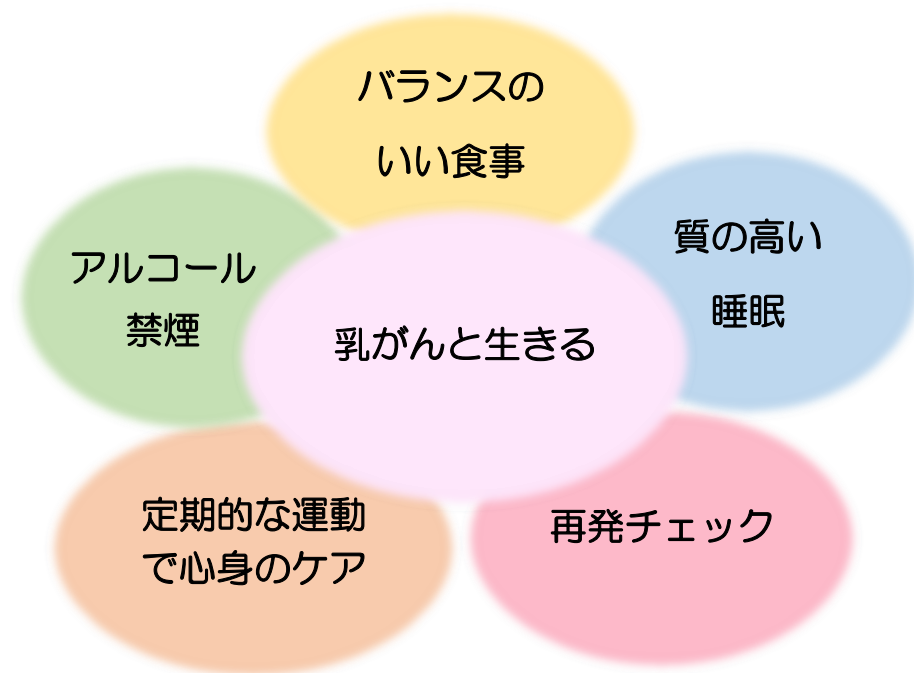 バランスの
いい食事
質の高い
睡眠
アルコール
禁煙
乳がんと生きる
定期的な運動
で心身のケア
再発チェック